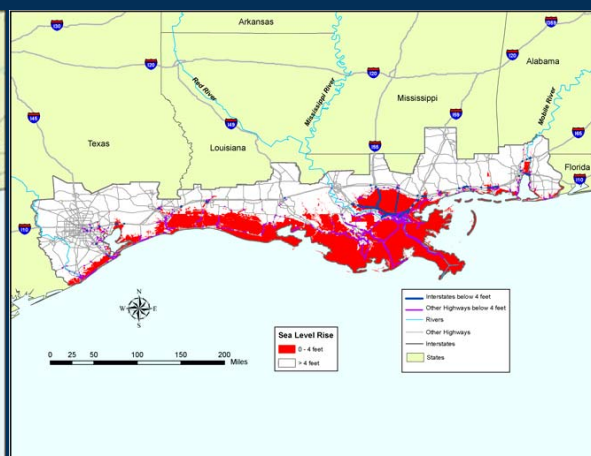 Arkansas
Alabama
Mississippi
Texas
Louisiana
Florida
Red River
Mississippi River
Mobile River
Sea Level Rise
0 - 4 feet
> 4 feet
0 25 50 100 150 200
Miles
N
W E
S
Interstates below 4 feet
Other Highways below 4 feet
Rivers
Other Highways
Interstates
States